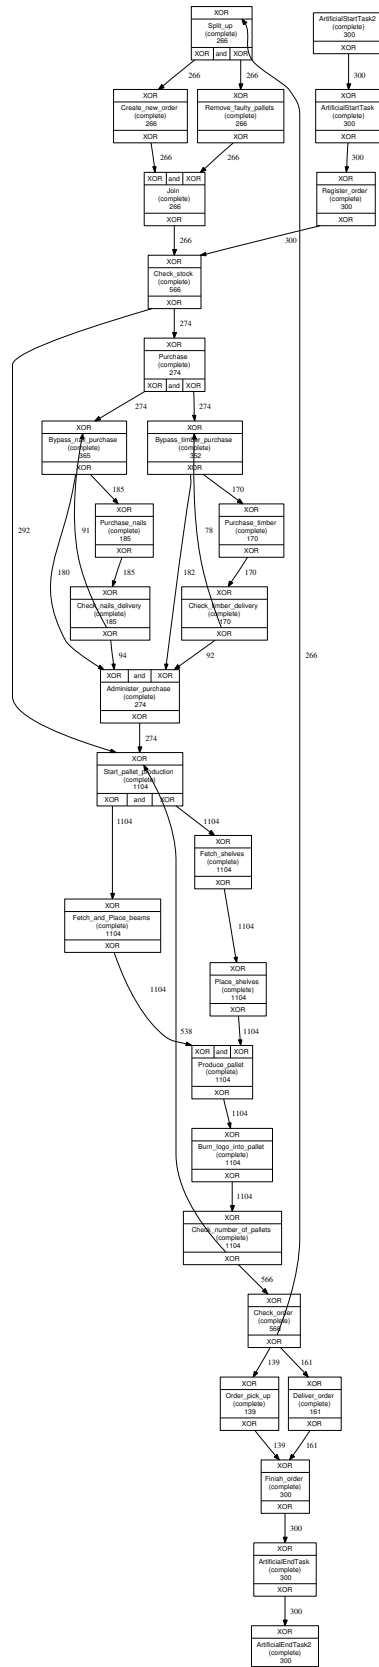 XOR
Split_up
(complete)
266
XOR and XOR
ArtificialStartTask2
(complete)
300
XOR
266
266
300
XOR
Create_new_order
(complete)
266
XOR
XOR
Remove_faulty_pallets
(complete)
266
XOR
XOR
ArtificialStartTask
(complete)
300
XOR
266
266
300
XOR and XOR
Join
(complete)
266
XOR
XOR
Register_order
(complete)
300
XOR
266
300
XOR
Check_stock
(complete)
566
XOR
274
XOR
Purchase
(complete)
274
XOR and XOR
274
274
XOR
Bypass_nail_purchase
(complete)
365
XOR
XOR
Bypass_timber_purchase
(complete)
352
XOR
185
170
292
91
78
XOR
Purchase_nails
(complete)
185
XOR
XOR
Purchase_timber
(complete)
170
XOR
266
180
185
182
170
XOR
Check_nails_delivery
(complete)
185
XOR
XOR
Check_timber_delivery
(complete)
170
XOR
94
92
XOR and XOR
Administer_purchase
(complete)
274
XOR
274
XOR
Start_pallet_production
(complete)
1104
XOR and XOR
1104
1104
XOR
Fetch_shelves
(complete)
1104
XOR
XOR
Fetch_and_Place_beams
(complete)
1104
XOR
1104
XOR
Place_shelves
(complete)
1104
XOR
1104
538
1104
XOR and XOR
Produce_pallet
(complete)
1104
XOR
1104
XOR
Burn_logo_into_pallet
(complete)
1104
XOR
1104
XOR
Check_number_of_pallets
(complete)
1104
XOR
566
XOR
Check_order
(complete)
566
XOR
139
161
XOR
Order_pick_up
(complete)
139
XOR
XOR
Deliver_order
(complete)
161
XOR
139
161
XOR
Finish_order
(complete)
300
XOR
300
XOR
ArtificialEndTask
(complete)
300
XOR
300
XOR
ArtificialEndTask2
(complete)
300